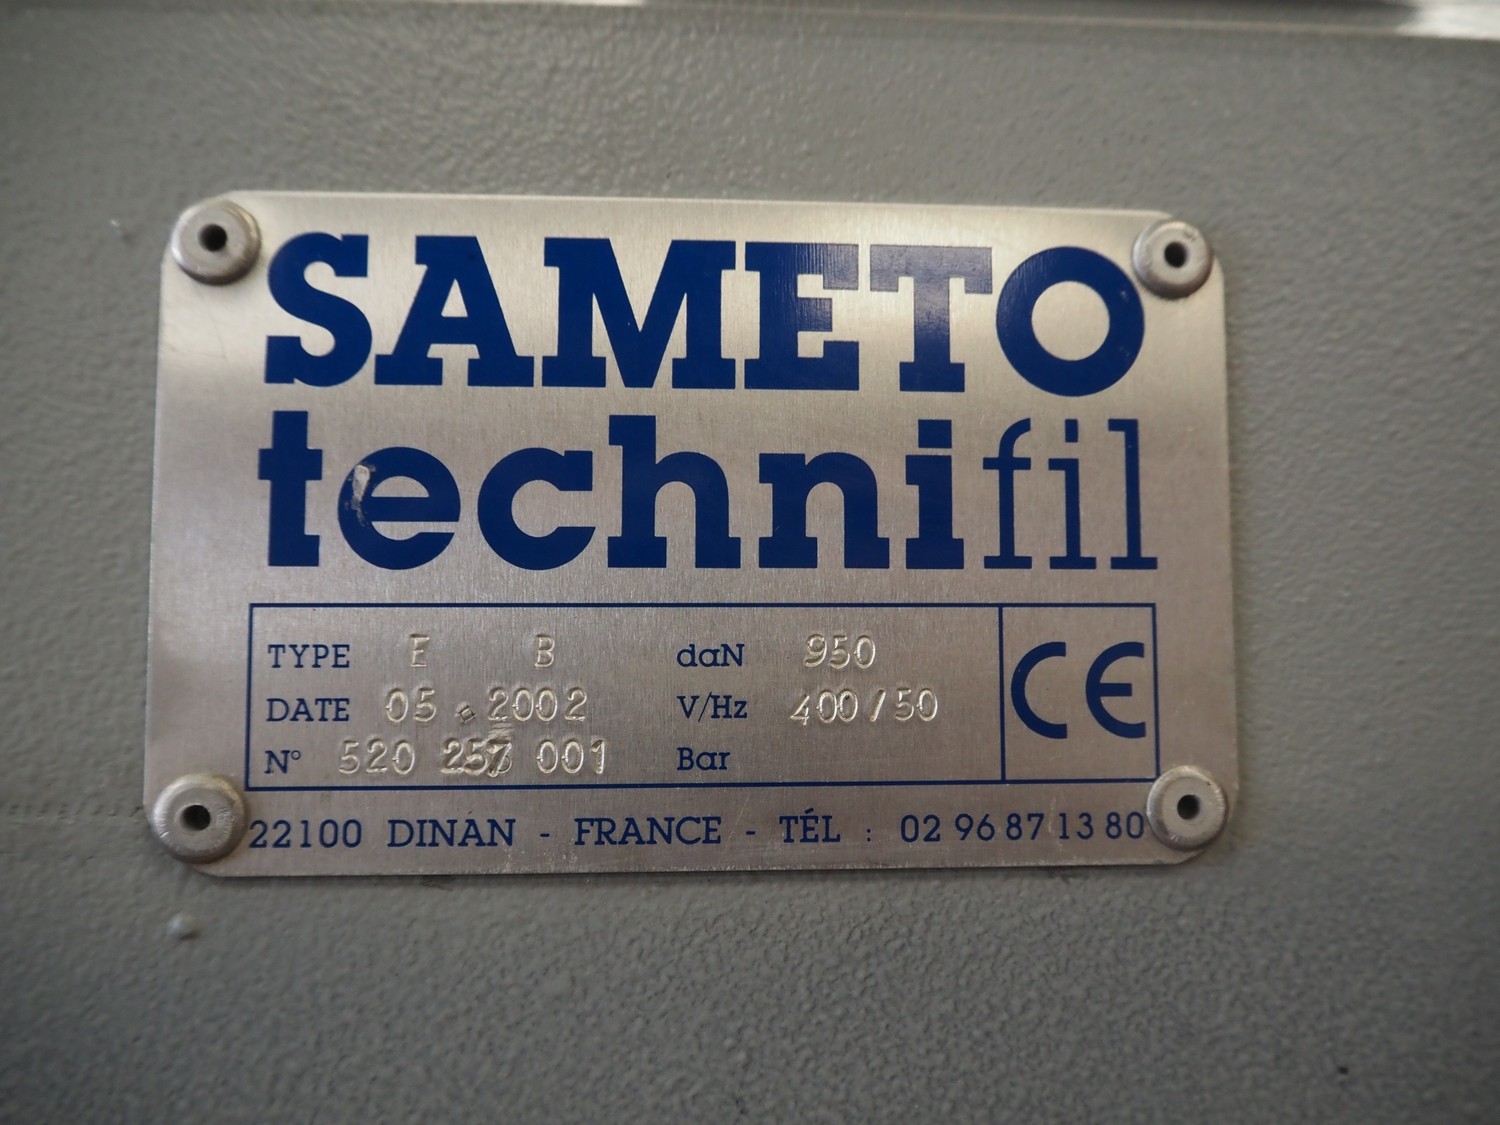 SAMETO
technifil
TYPE E B daN 950
DATE 05.2002 V/Hz 400/50
N° 520 257 001 Bar
CE
22100 DINAN - FRANCE - TÉL : 02 96 87 13 80